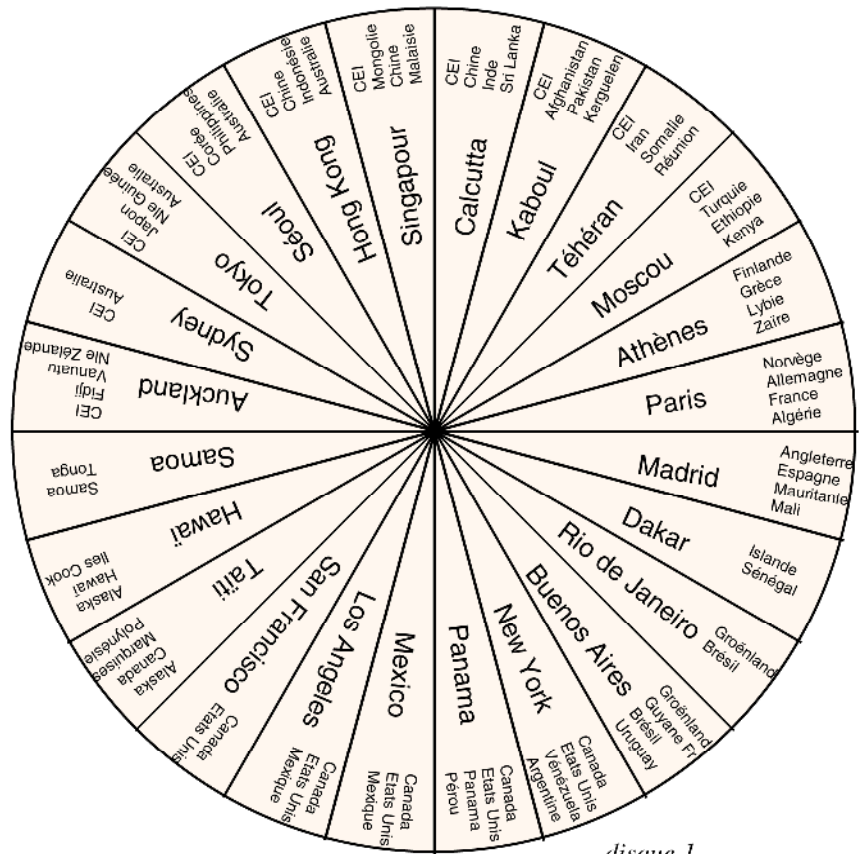 CEI
Chine
Inde
Sri Lanka
Calcutta
CEI
Afghanistan
Pakistan
Kerguelen
Kaboul
CEI
Iran
Somalie
Réunion
Téhéran
CEI
Turquie
Ethiopie
Kenya
Moscou
Finlande
Grèce
Lybie
Zaïre
Athènes
Norvège
Allemagne
France
Algérie
Paris
Angleterre
Espagne
Mauritanie
Mali
Madrid
Islande
Sénégal
Dakar
Groënland
Brésil
Rio de Janeiro
Groënland
Guyane Fr
Brésil
Uruguay
Buenos Aires
Canada
Etats Unis
Vénézuela
Argentine
New York
Canada
Etats Unis
Panama
Pérou
Panama
Canada
Etats Unis
Mexique
Mexico
Canada
Etats Unis
Mexique
Los Angeles
Canada
Etats Unis
San Francisco
Alaska
Canada
Marquises
Polynésie
Taïti
Alaska
Hawaï
Iles Cook
Hawaï
Samoa
Tonga
Samoa
CEI
Fidji
Vanuatu
Nle Zélande
Auckland
CEI
Australie
Sydney
CEI
Japon
Nle Guinée
Australie
Tokyo
CEI
Corée
Philippines
Australie
Séoul
CEI
Chine
Indonésie
Australie
Hong Kong
CEI
Mongolie
Chine
Malaisie
Singapour
disque 1